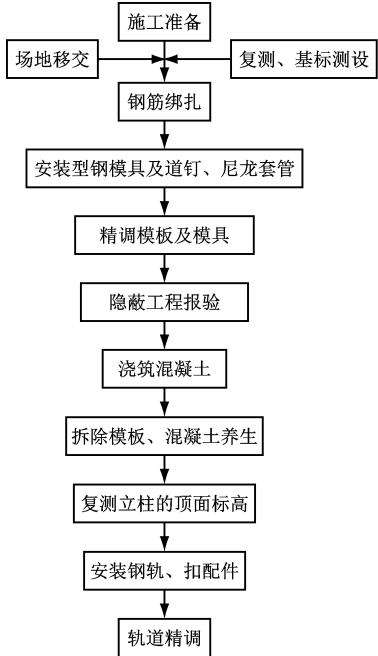 施工准备
场地移交
复测、基标测设
钢筋绑扎
安装型钢模具及道钉、尼龙套管
精调模板及模具
隐蔽工程报验
浇筑混凝土
拆除模板、混凝土养生
复测立柱的顶面标高
安装钢轨、扣配件
轨道精调